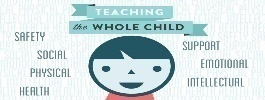 TEACHING
the WHOLE CHILD
SAFETY
SOCIAL
PHYSICAL
HEALTH
SUPPORT
EMOTIONAL
INTELLECTUAL